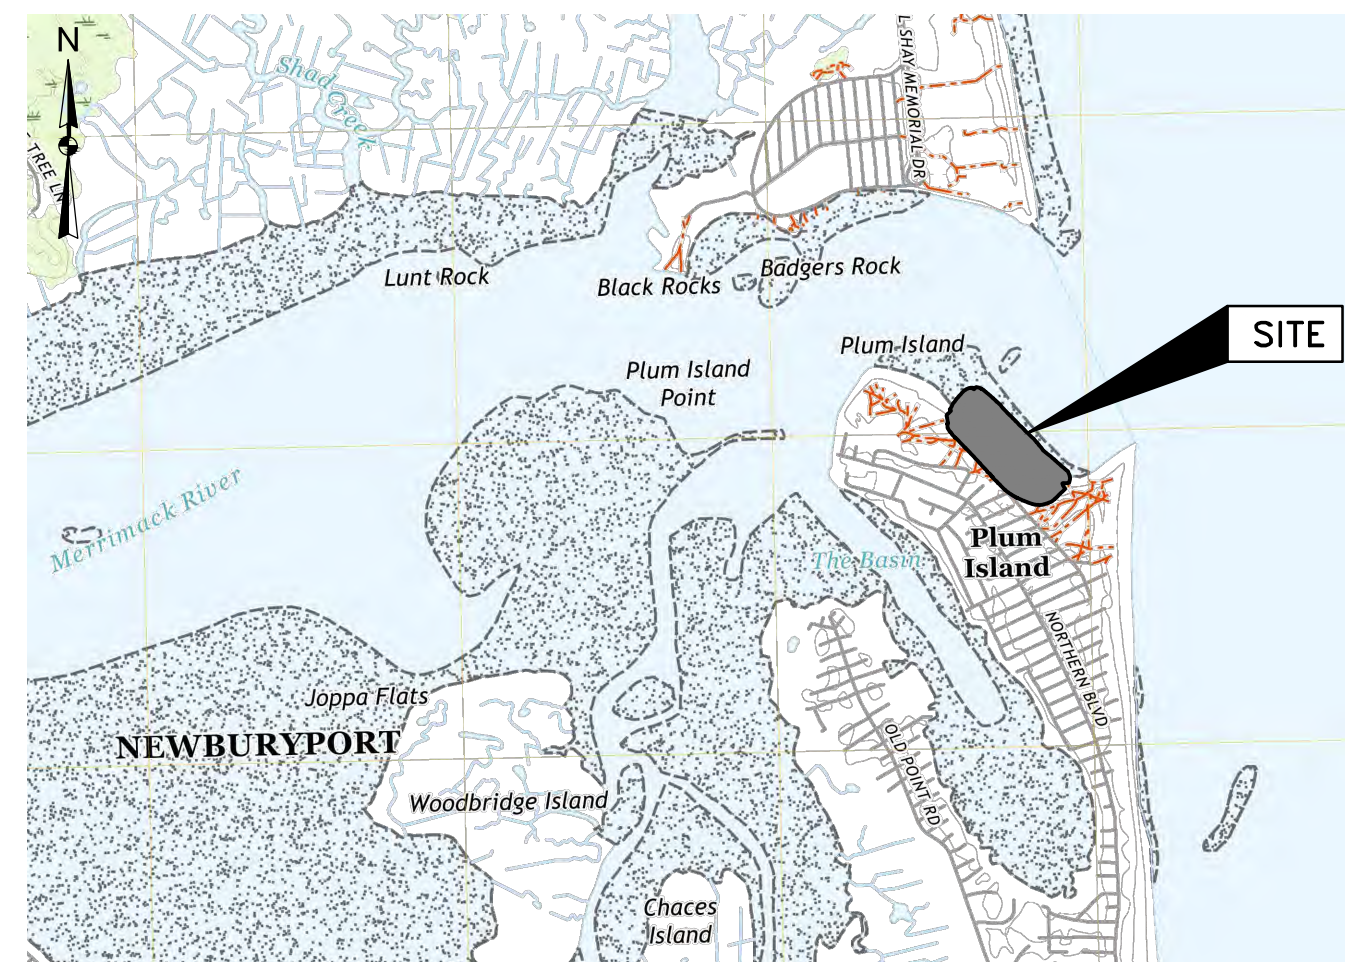 N
Shad Creek
L SHAY MEMORIAL DR
TREE LN
Lunt Rock
Black Rocks
Badgers Rock
SITE
Plum Island
Plum Island
Point
Merrimack River
Plum
Island
The Basin
NORTHERN BLVD
Joppa Flats
NEWBURYPORT
OLD POINT RD
Woodbridge Island
Chaces
Island